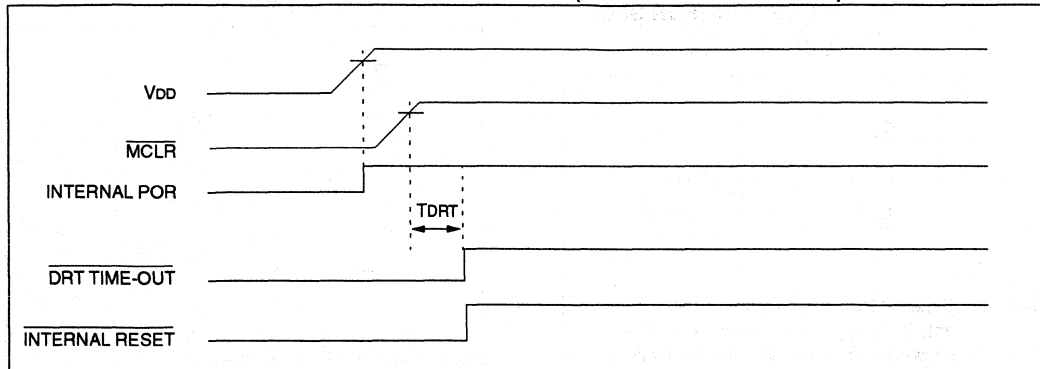 VDD
MCLR
INTERNAL POR
TDRT
DRT TIME-OUT
INTERNAL RESET